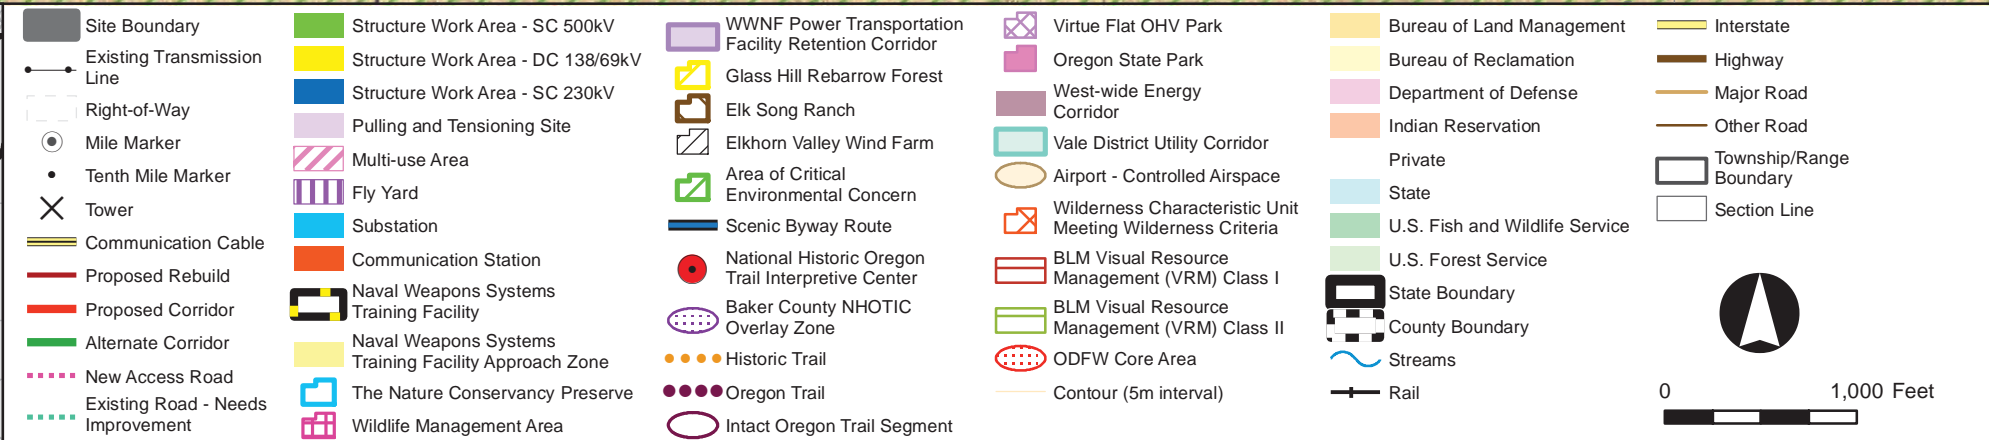 Site Boundary
Existing Transmission
Line
Right-of-Way
Mile Marker
Tenth Mile Marker
Tower
Communication Cable
Proposed Rebuild
Proposed Corridor
Alternate Corridor
New Access Road
Existing Road - Needs
Improvement
Structure Work Area - SC 500kV
Structure Work Area - DC 138/69kV
Structure Work Area - SC 230kV
Pulling and Tensioning Site
Multi-use Area
Fly Yard
Substation
Communication Station
Naval Weapons Systems
Training Facility
Naval Weapons Systems
Training Facility Approach Zone
The Nature Conservancy Preserve
Wildlife Management Area
WWNF Power Transportation
Facility Retention Corridor
Glass Hill Rebarrow Forest
Elk Song Ranch
Elkhorn Valley Wind Farm
Area of Critical
Environmental Concern
Scenic Byway Route
National Historic Oregon
Trail Interpretive Center
Baker County NHOTIC
Overlay Zone
Historic Trail
Oregon Trail
Intact Oregon Trail Segment
Virtue Flat OHV Park
Oregon State Park
West-wide Energy
Corridor
Vale District Utility Corridor
Airport - Controlled Airspace
Wilderness Characteristic Unit
Meeting Wilderness Criteria
BLM Visual Resource
Management (VRM) Class I
BLM Visual Resource
Management (VRM) Class II
ODFW Core Area
Contour (5m interval)
Bureau of Land Management
Bureau of Reclamation
Department of Defense
Indian Reservation
Private
State
U.S. Fish and Wildlife Service
U.S. Forest Service
State Boundary
County Boundary
Streams
Rail
Interstate
Highway
Major Road
Other Road
Township/Range
Boundary
Section Line
0 1,000 Feet